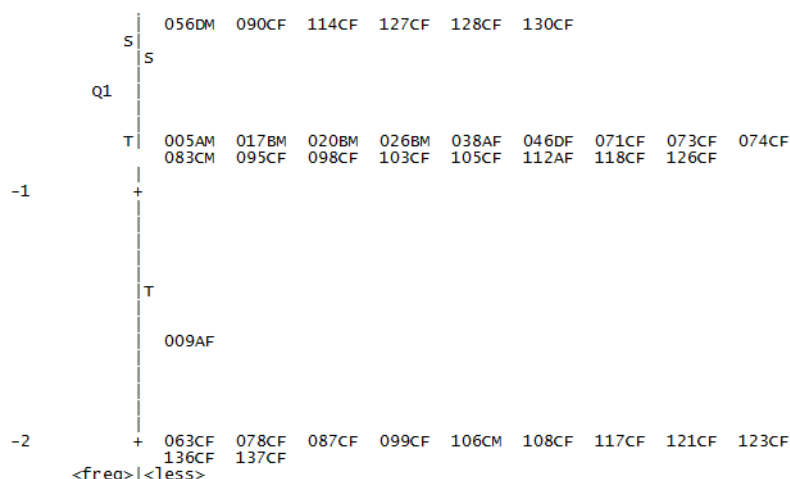 056DM 090CF 114CF 127CF 128CF 130CF
S
S
Q1
T 005AM 017BM 020BM 026BM 038AF 046DF 071CF 073CF 074CF
083CM 095CF 098CF 103CF 105CF 112AF 118CF 126CF
-1 +
T
009AF
-2 + 063CF 078CF 087CF 099CF 106CM 108CF 117CF 121CF 123CF
136CF 137CF
<freq>|<less>